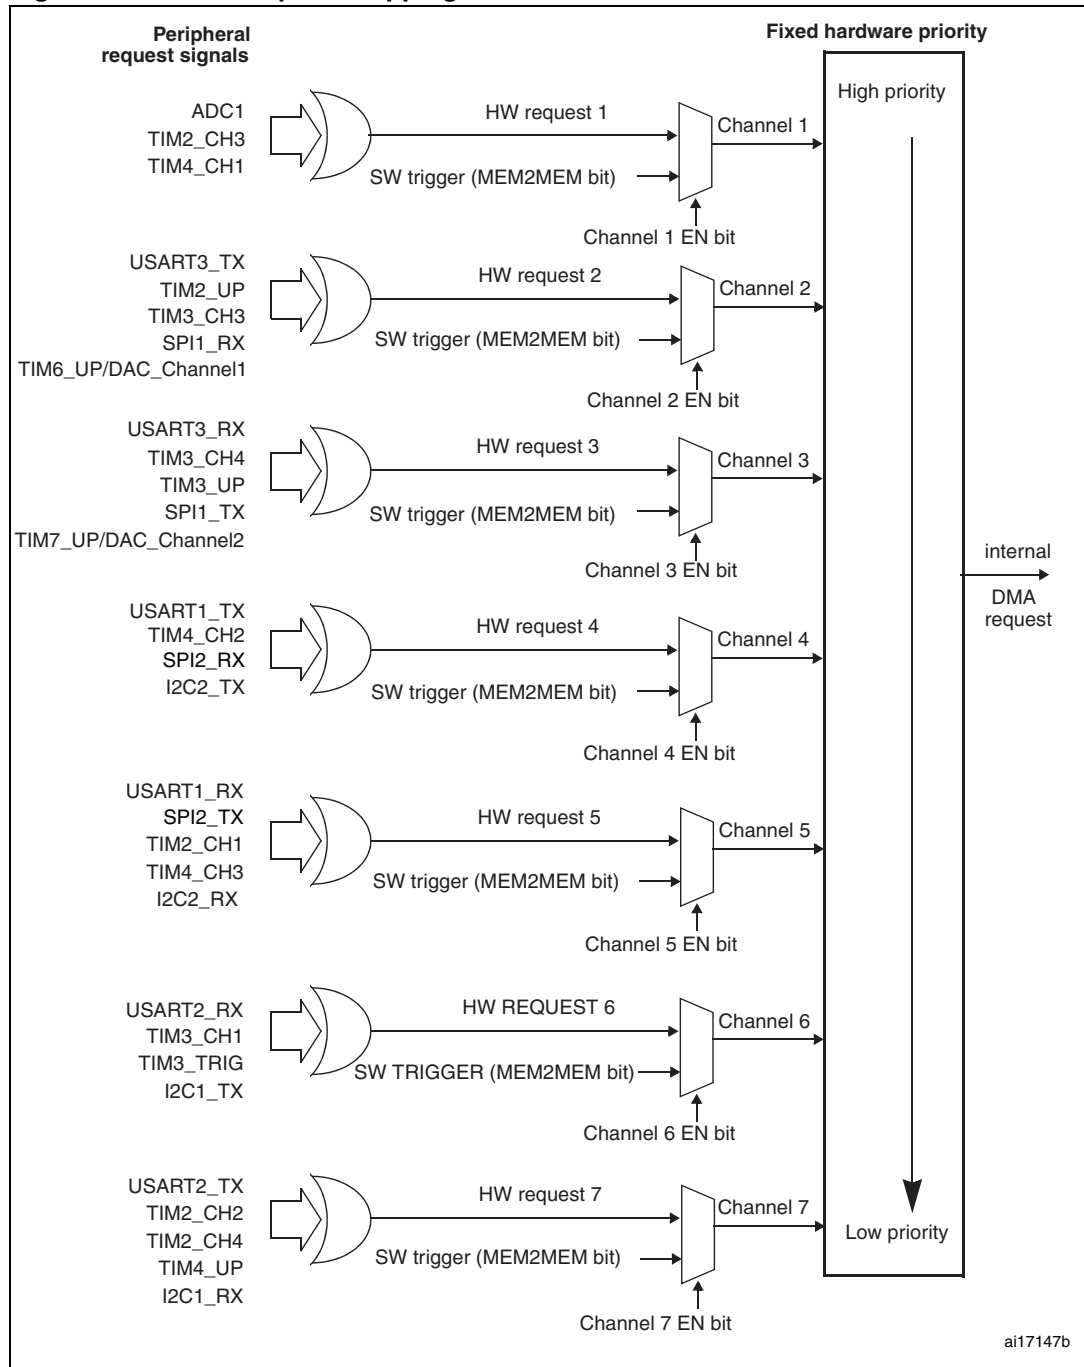 Peripheral
request signals
Fixed hardware priority
High priority
ADC1
TIM2_CH3
TIM4_CH1
HW request 1
SW trigger (MEM2MEM bit)
Channel 1
Channel 1 EN bit
USART3_TX
TIM2_UP
TIM3_CH3
SPI1_RX
TIM6_UP/DAC_Channel1
HW request 2
SW trigger (MEM2MEM bit)
Channel 2
Channel 2 EN bit
USART3_RX
TIM3_CH4
TIM3_UP
SPI1_TX
TIM7_UP/DAC_Channel2
HW request 3
SW trigger (MEM2MEM bit)
Channel 3
Channel 3 EN bit
internal
DMA
request
USART1_TX
TIM4_CH2
SPI2_RX
I2C2_TX
HW request 4
SW trigger (MEM2MEM bit)
Channel 4
Channel 4 EN bit
USART1_RX
SPI2_TX
TIM2_CH1
TIM4_CH3
I2C2_RX
HW request 5
SW trigger (MEM2MEM bit)
Channel 5
Channel 5 EN bit
USART2_RX
TIM3_CH1
TIM3_TRIG
I2C1_TX
HW REQUEST 6
SW TRIGGER (MEM2MEM bit)
Channel 6
Channel 6 EN bit
USART2_TX
TIM2_CH2
TIM2_CH4
TIM4_UP
I2C1_RX
HW request 7
SW trigger (MEM2MEM bit)
Channel 7
Channel 7 EN bit
Low priority
ai17147b